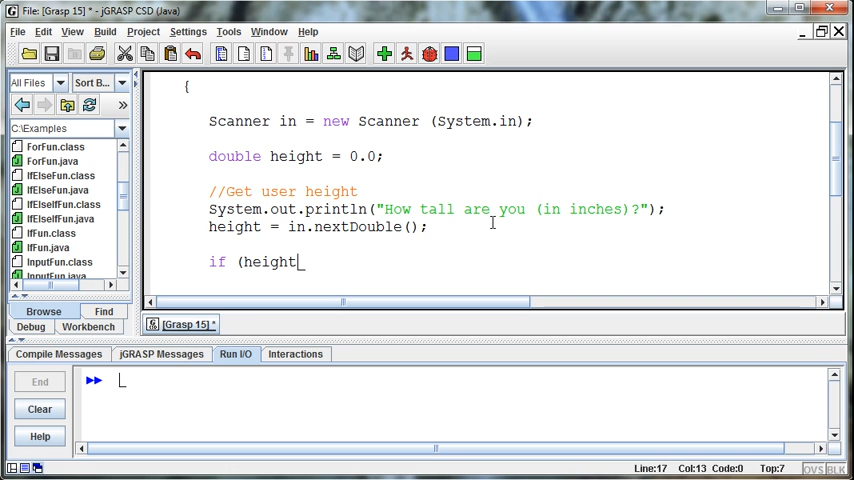 File: [Grasp 15] * - jGRASP CSD (Java)
File Edit View Build Project Settings Tools Window Help
All Files Sort B...
C:\Examples
ForFun.class
ForFun.java
IfElseFun.class
IfElseFun.java
IfElseIfFun.class
IfElseIfFun.java
IfFun.class
IfFun.java
InputFun.class
InputFun.java
Browse Find
Debug Workbench
{
Scanner in = new Scanner (System.in);
double height = 0.0;
//Get user height
System.out.println("How tall are you (in inches)?");
height = in.nextDouble();
if (height
[Grasp 15] *
Compile Messages jGRASP Messages Run I/O Interactions
End
Clear
Help
Line:17 Col:13 Code:0 Top:7 OVS BLK